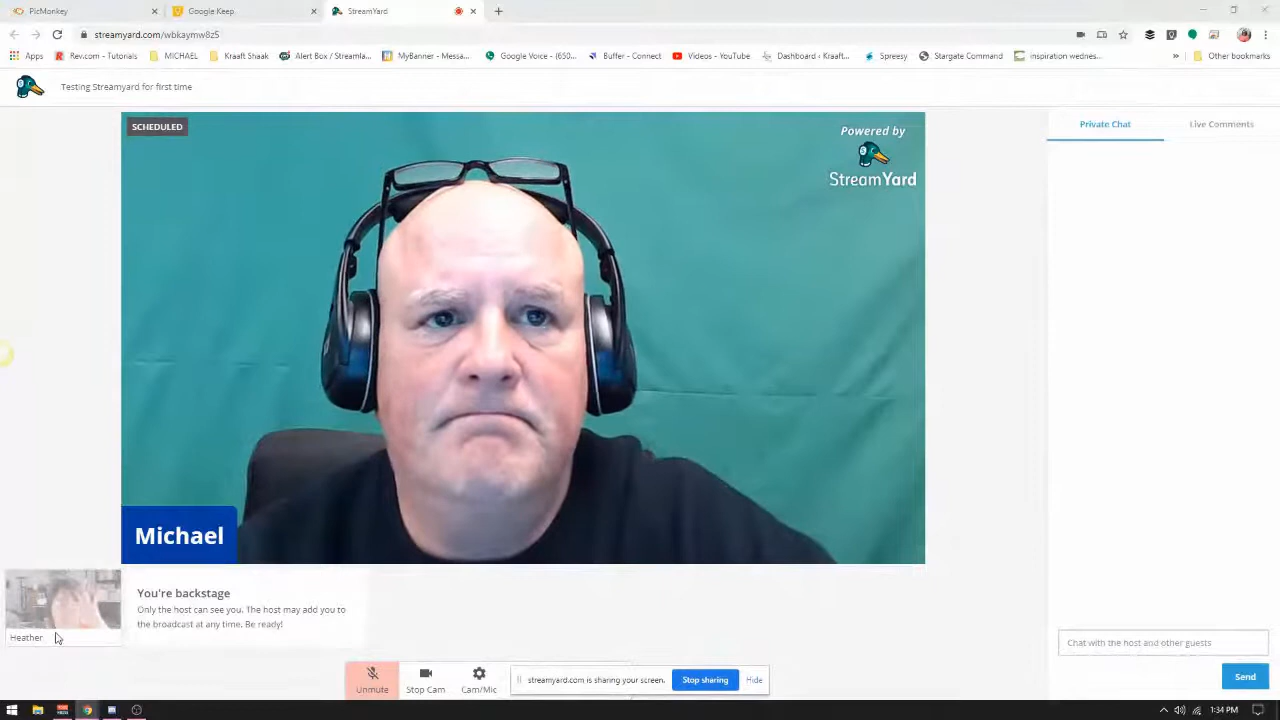 PicMonkey
Google Keep
StreamYard
streamyard.com/wbkaymw8z5
Apps
Rev.com - Tutorials
MICHAEL
Kraaft Shaak
Alert Box / Streamla...
MyBanner - Messa...
Google Voice - (650...
Buffer - Connect
Videos - YouTube
Dashboard ‹ Kraaft...
Spreesy
Stargate Command
inspiration wednes...
Other bookmarks
Testing Streamyard for first time
SCHEDULED
Powered by
StreamYard
Private Chat
Live Comments
Michael
Heather
You're backstage
Only the host can see you. The host may add you to
the broadcast at any time. Be ready!
Unmute
Stop Cam
Cam/Mic
streamyard.com is sharing your screen.
Stop sharing
Hide
Chat with the host and other guests
Send
1:34 PM